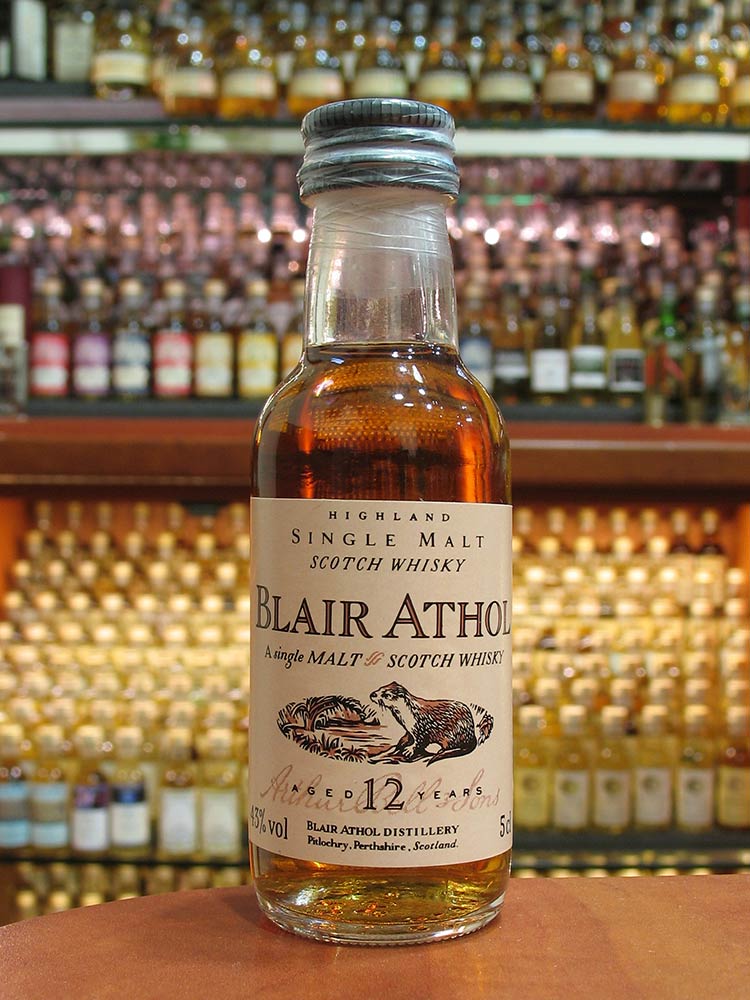 HIGHLAND
SINGLE MALT
SCOTCH WHISKY
BLAIR ATHOL
A single MALT SCOTCH WHISKY
Arthur Bell & Sons
AGED 12 YEARS
43% vol
5cl
BLAIR ATHOL DISTILLERY
Pitlochry, Perthshire, Scotland.